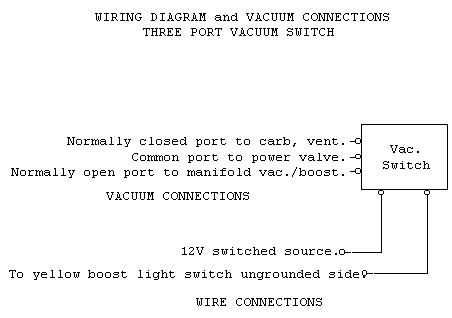 WIRING DIAGRAM and VACUUM CONNECTIONS
THREE PORT VACUUM SWITCH
Normally closed port to carb, vent.
Common port to power valve.
Normally open port to manifold vac./boost.
Vac.
Switch
VACUUM CONNECTIONS
12V switched source.
To yellow boost light switch ungrounded side.
WIRE CONNECTIONS